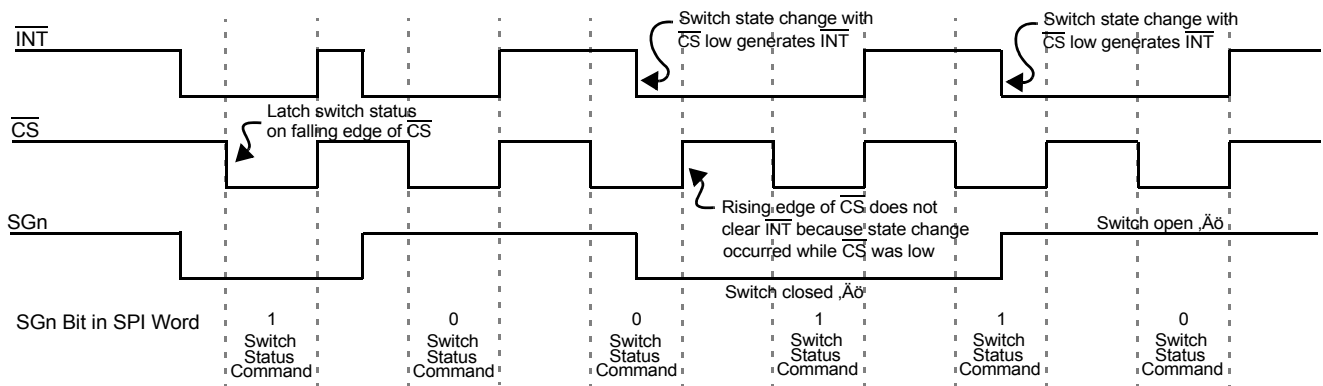 Switch state change with
CS low generates INT
Switch state change with
CS low generates INT
INT
Latch switch status
on falling edge of CS
CS
Rising edge of CS does not
clear INT because state change
occurred while CS was low
SGn
Switch open ‚Äö
Switch closed ‚Äö
SGn Bit in SPI Word
1
Switch
Status
Command
0
Switch
Status
Command
0
Switch
Status
Command
1
Switch
Status
Command
1
Switch
Status
Command
0
Switch
Status
Command